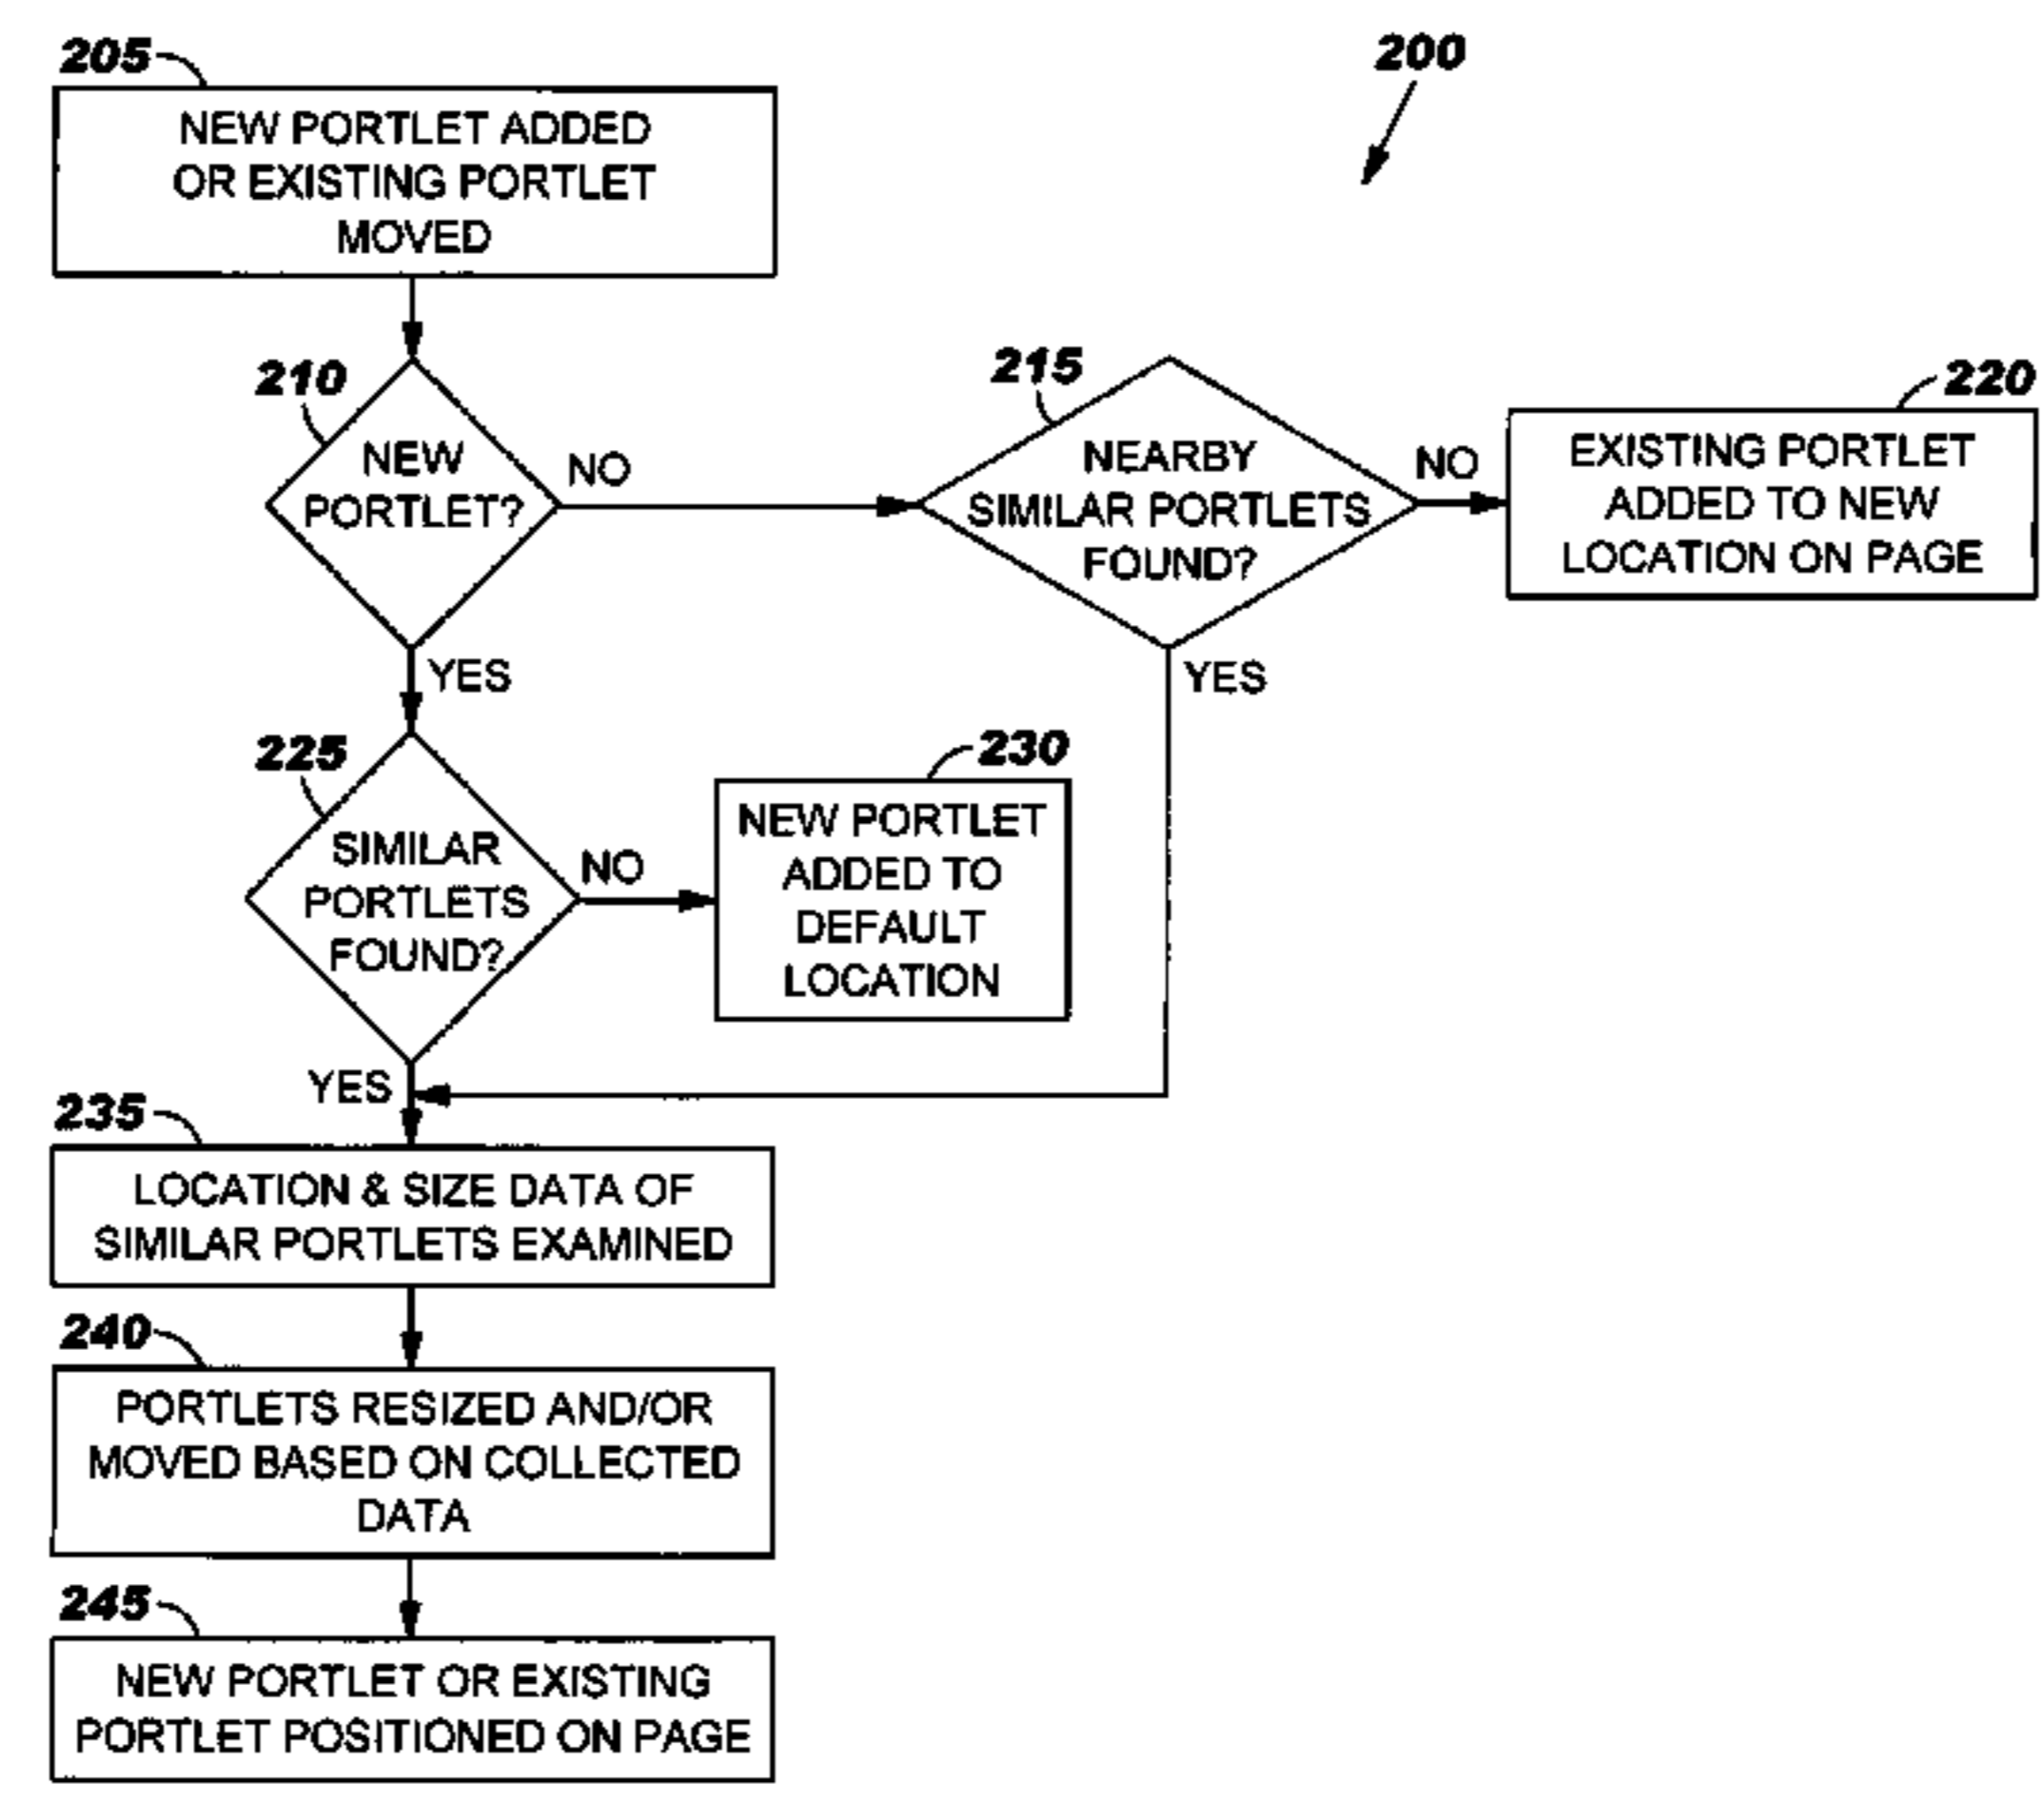 205
200
NEW PORTLET ADDED
OR EXISTING PORTLET
MOVED
210
215
220
NEW
PORTLET?
NO
NEARBY
SIMILAR PORTLETS
FOUND?
NO
EXISTING PORTLET
ADDED TO NEW
LOCATION ON PAGE
YES
YES
225
230
SIMILAR
PORTLETS
FOUND?
NO
NEW PORTLET
ADDED TO
DEFAULT
LOCATION
YES
235
LOCATION & SIZE DATA OF
SIMILAR PORTLETS EXAMINED
240
PORTLETS RESIZED AND/OR
MOVED BASED ON COLLECTED
DATA
245
NEW PORTLET OR EXISTING
PORTLET POSITIONED ON PAGE